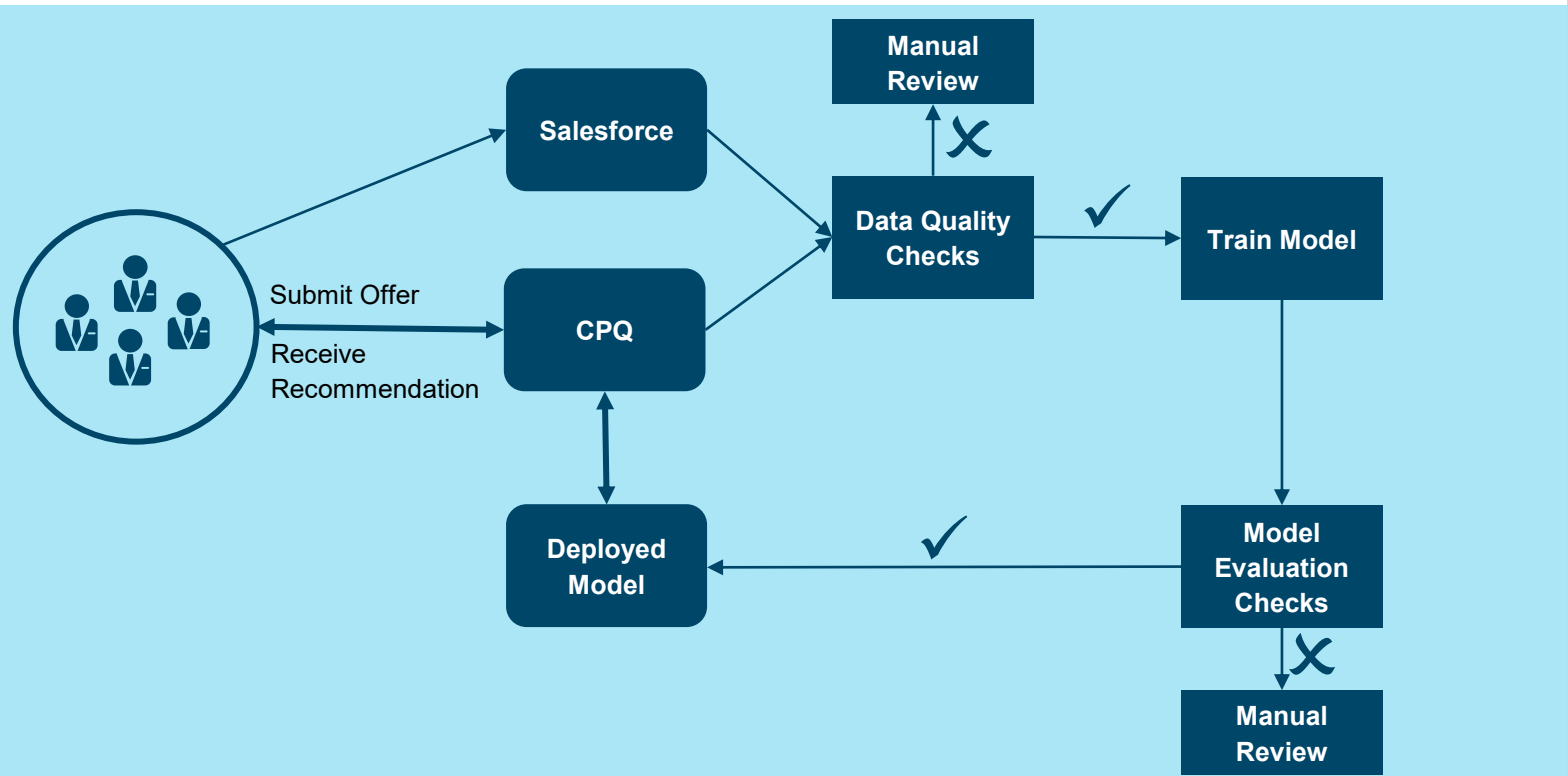 Manual
Review
Salesforce
Data Quality
Checks
Train Model
Submit Offer
CPQ
Receive
Recommendation
Deployed
Model
Model
Evaluation
Checks
Manual
Review